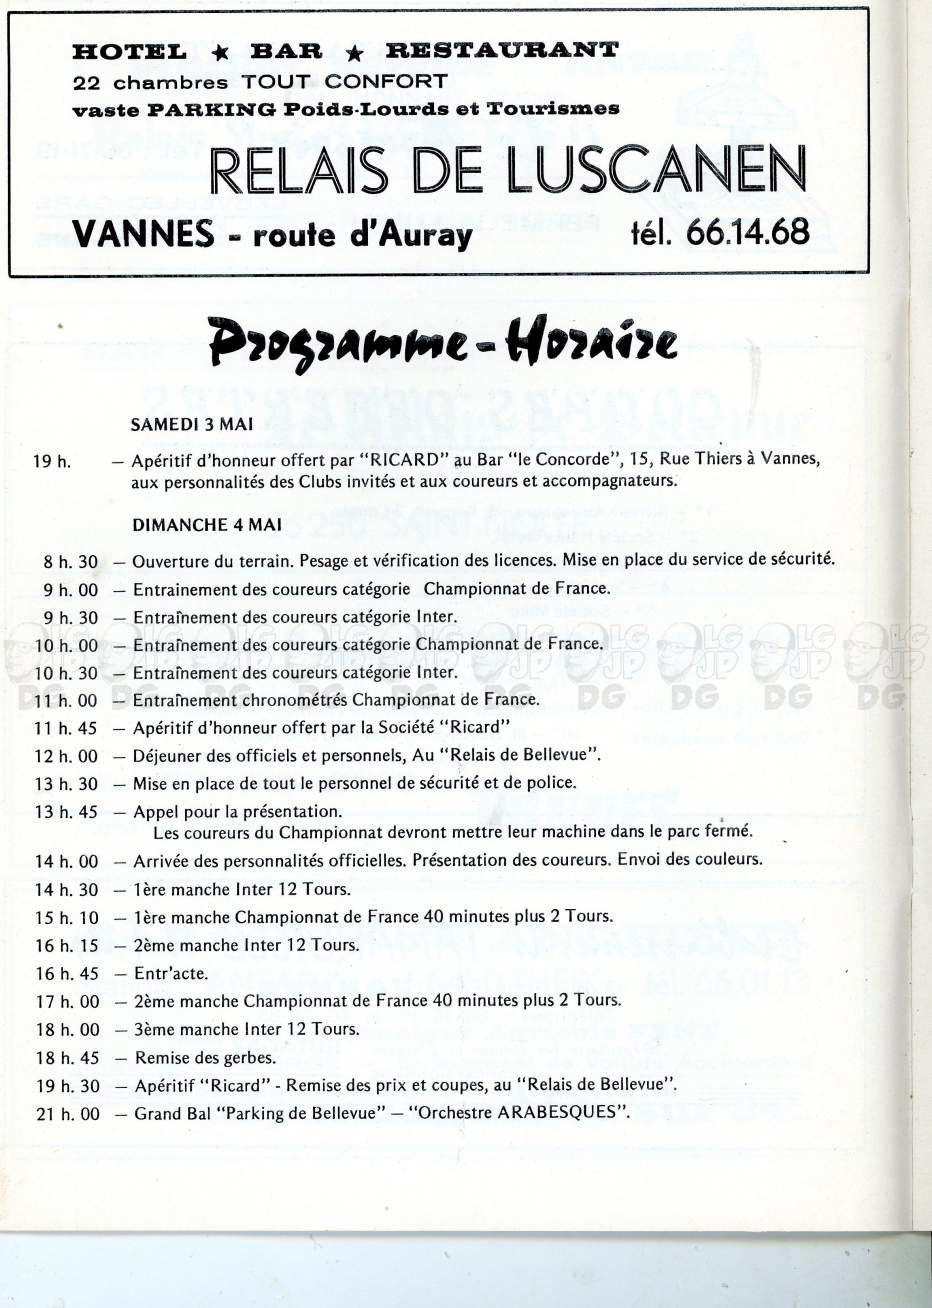 HOTEL ★ BAR ★ RESTAURANT
22 chambres TOUT CONFORT
vaste PARKING Poids-Lourds et Tourismes
RELAIS DE LUSCANEN
VANNES - route d'Auray tél. 66.14.68
Programme-Horaire
SAMEDI 3 MAI
19 h. — Apéritif d'honneur offert par "RICARD" au Bar "le Concorde", 15, Rue Thiers à Vannes,
aux personnalités des Clubs invités et aux coureurs et accompagnateurs.
DIMANCHE 4 MAI
8 h. 30 — Ouverture du terrain. Pesage et vérification des licences. Mise en place du service de sécurité.
9 h. 00 — Entrainement des coureurs catégorie Championnat de France.
9 h. 30 — Entraînement des coureurs catégorie Inter.
10 h. 00 — Entraînement des coureurs catégorie Championnat de France.
10 h. 30 — Entraînement des coureurs catégorie Inter.
11 h. 00 — Entraînement chronométrés Championnat de France.
11 h. 45 — Apéritif d'honneur offert par la Société "Ricard"
12 h. 00 — Déjeuner des officiels et personnels, Au "Relais de Bellevue".
13 h. 30 — Mise en place de tout le personnel de sécurité et de police.
13 h. 45 — Appel pour la présentation.
Les coureurs du Championnat devront mettre leur machine dans le parc fermé.
14 h. 00 — Arrivée des personnalités officielles. Présentation des coureurs. Envoi des couleurs.
14 h. 30 — 1ère manche Inter 12 Tours.
15 h. 10 — 1ère manche Championnat de France 40 minutes plus 2 Tours.
16 h. 15 — 2ème manche Inter 12 Tours.
16 h. 45 — Entr'acte.
17 h. 00 — 2ème manche Championnat de France 40 minutes plus 2 Tours.
18 h. 00 — 3ème manche Inter 12 Tours.
18 h. 45 — Remise des gerbes.
19 h. 30 — Apéritif "Ricard" - Remise des prix et coupes, au "Relais de Bellevue".
21 h. 00 — Grand Bal "Parking de Bellevue" — "Orchestre ARABESQUES".